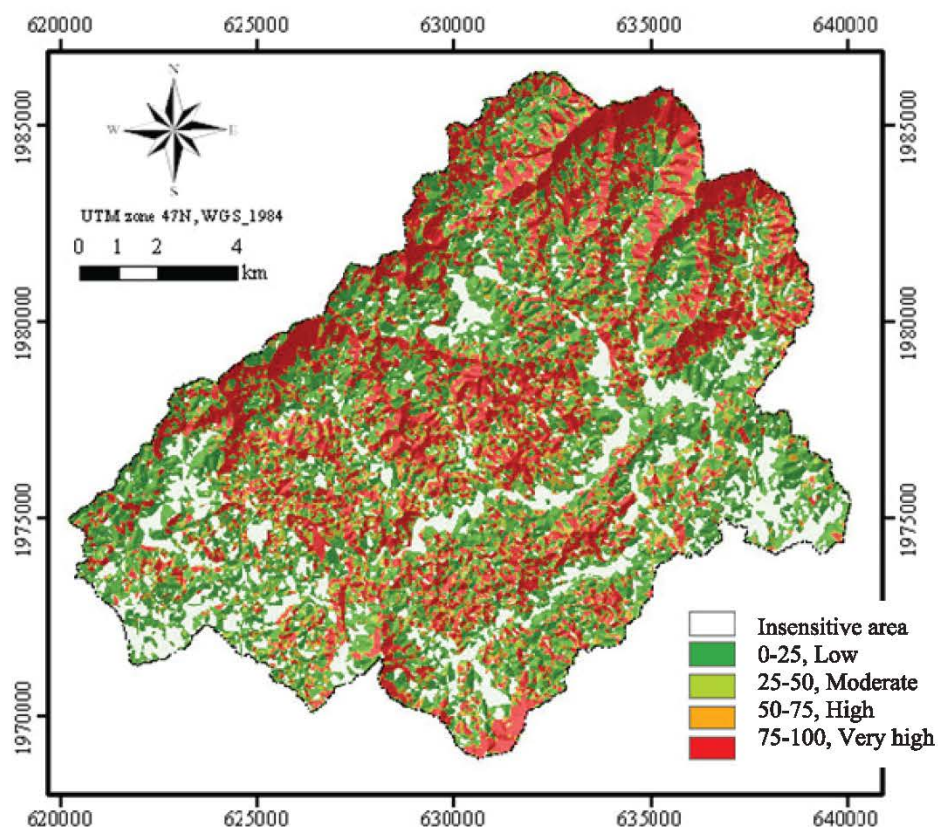 620000 625000 630000 635000 640000
N
W E
S
UTM zone 47N, WGS_1984
0 1 2 4
km
1985000 1985000
1980000 1980000
1975000 1975000
1970000 1970000
Insensitive area
0-25, Low
25-50, Moderate
50-75, High
75-100, Very high
620000 625000 630000 635000 640000